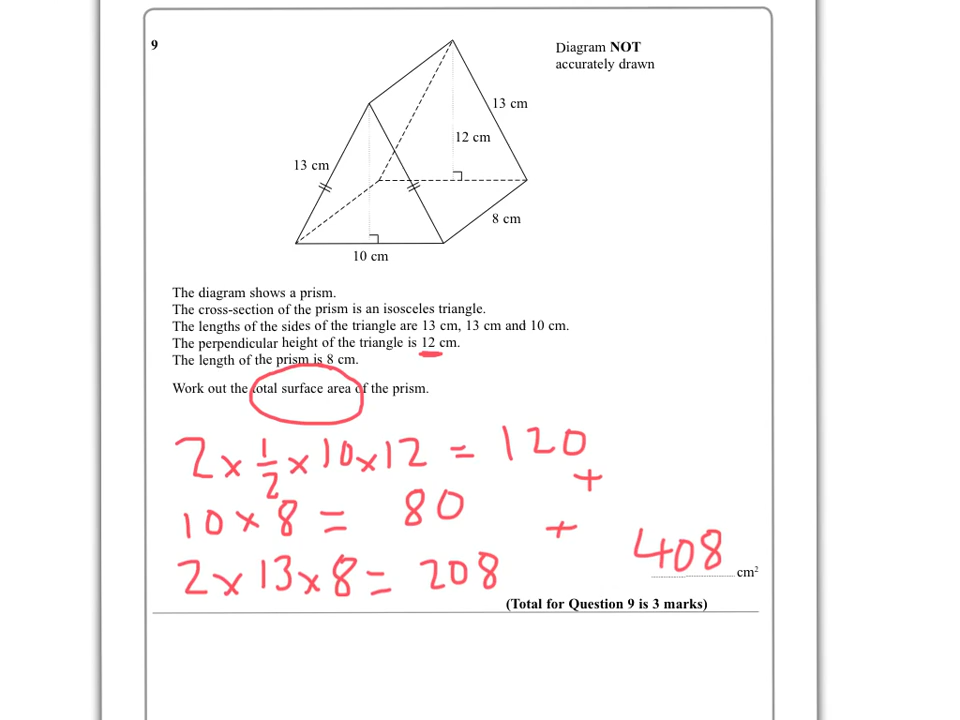 9
Diagram NOT
accurately drawn
13 cm
12 cm
13 cm
8 cm
10 cm
The diagram shows a prism.
The cross-section of the prism is an isosceles triangle.
The lengths of the sides of the triangle are 13 cm, 13 cm and 10 cm.
The perpendicular height of the triangle is 12 cm.
The length of the prism is 8 cm.
Work out the total surface area of the prism.
2 × 1/2 × 10 × 12 = 120
+
10 × 8 = 80
+
2 × 13 × 8 = 208
408 cm²
(Total for Question 9 is 3 marks)